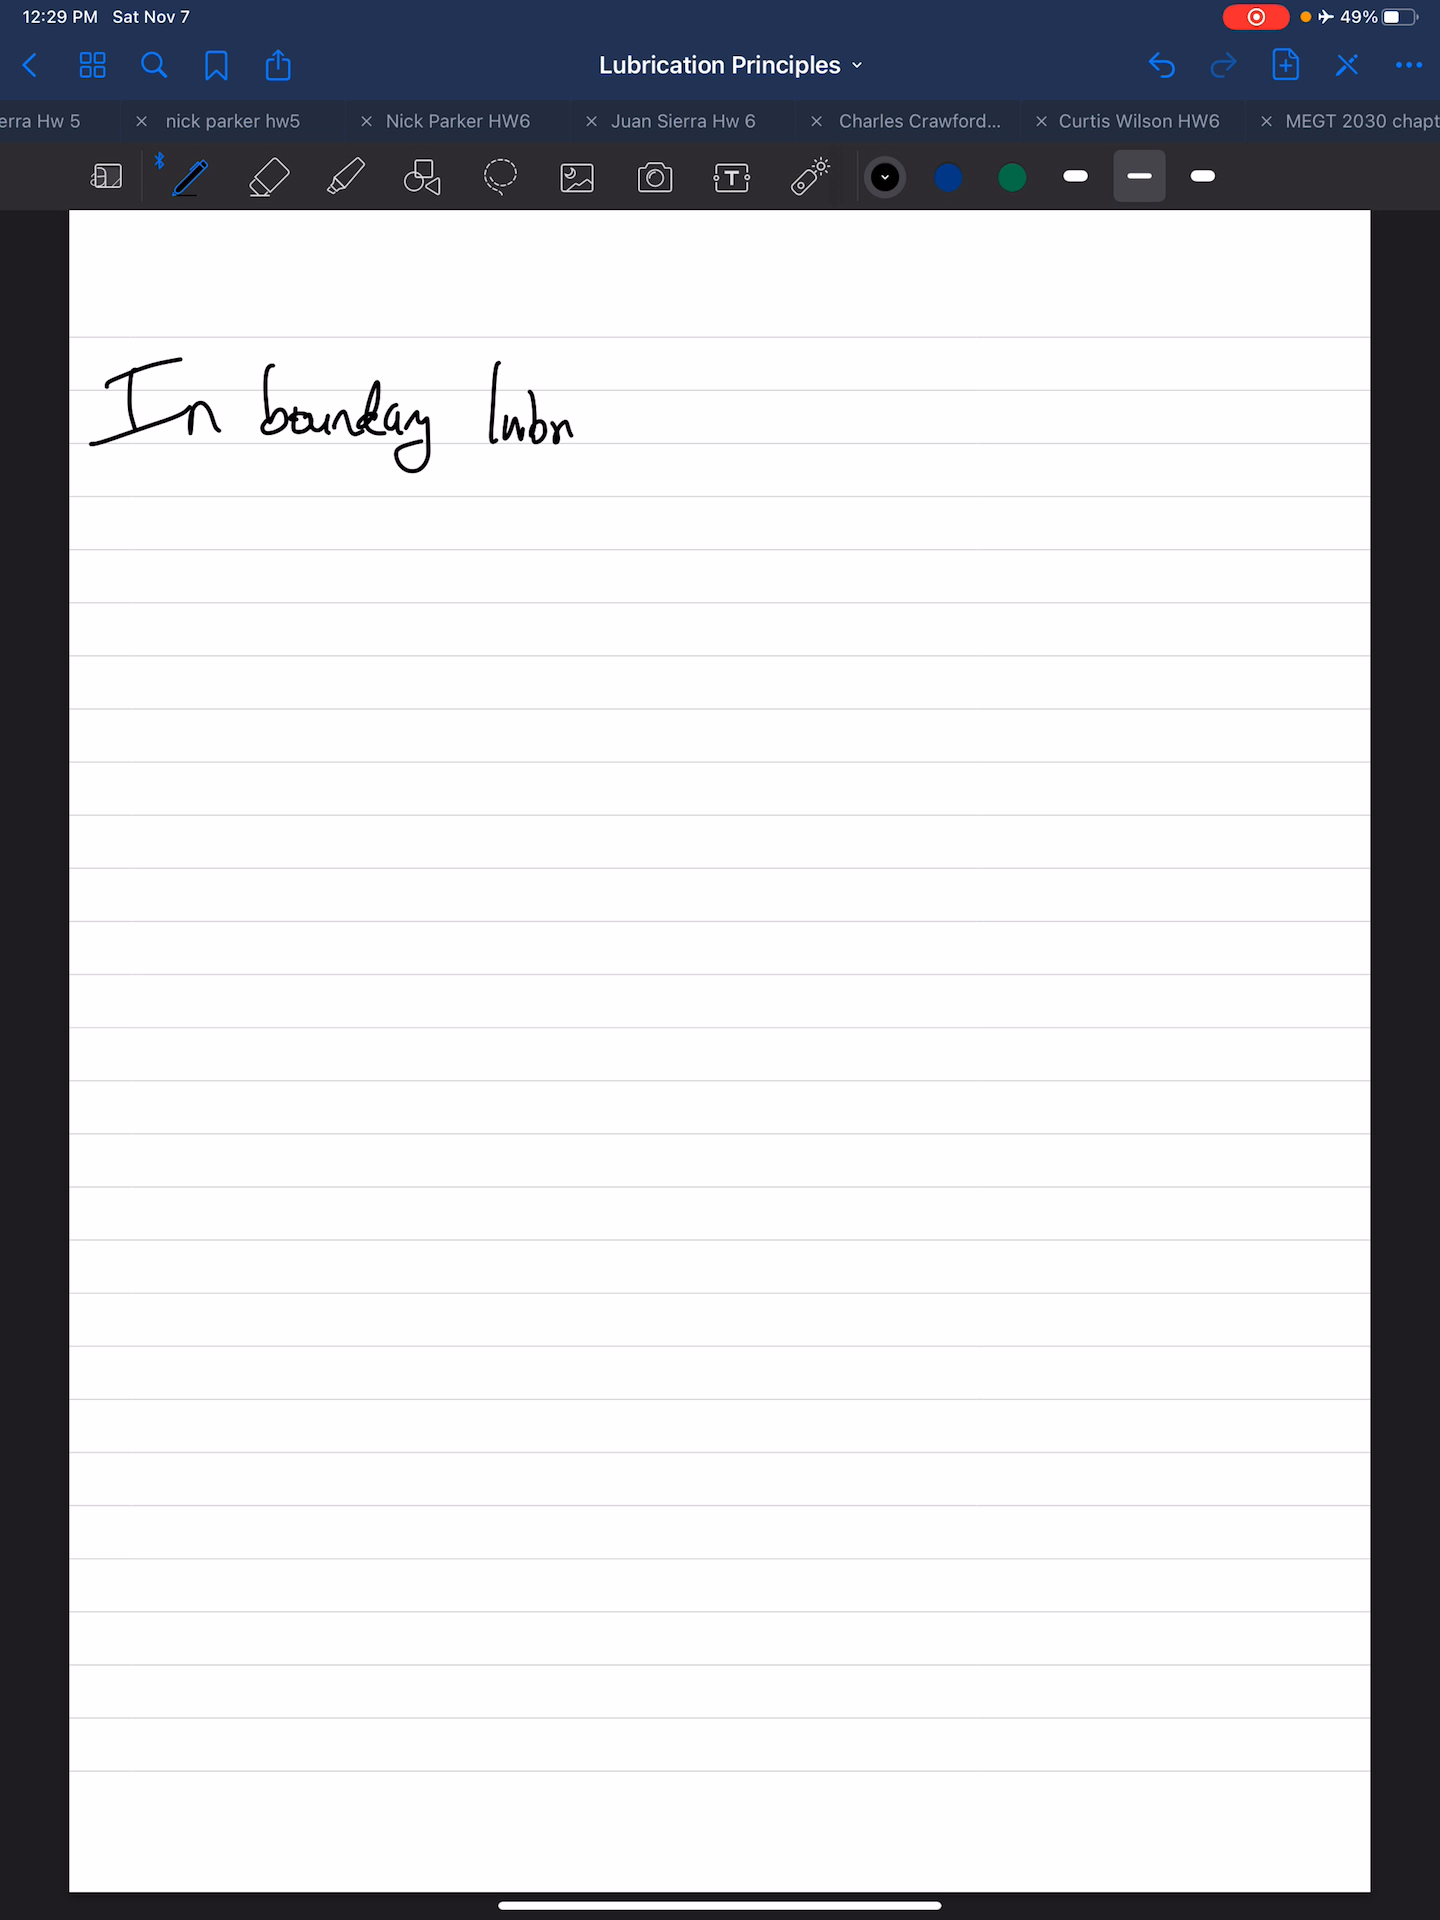 12:29 PM Sat Nov 7 49%
Lubrication Principles
erra Hw 5 nick parker hw5 Nick Parker HW6 Juan Sierra Hw 6 Charles Crawford... Curtis Wilson HW6 MEGT 2030 chapt
T
In bounday lubri